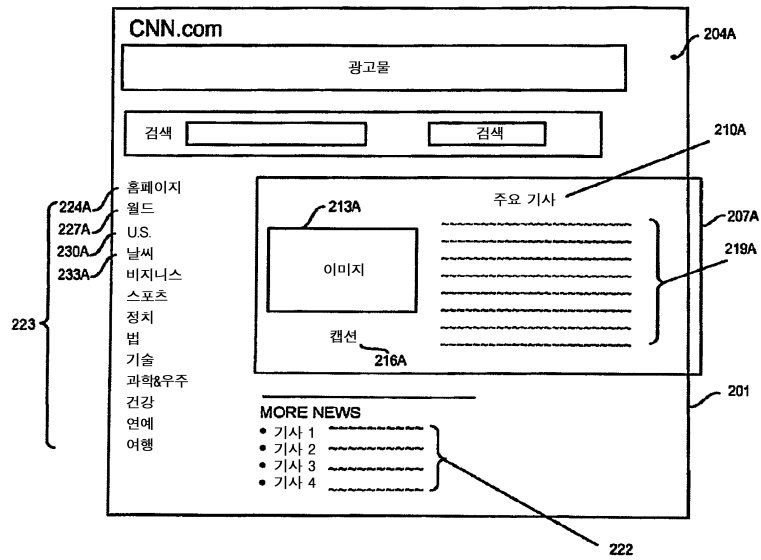 CNN.com
204A
광고물
검색 검색
210A
224A 홈페이지
227A 월드
230A U.S.
233A 날씨
비지니스
스포츠
정치
법
기술
과학&우주
건강
연예
여행
223
213A
주요 기사
207A
219A
이미지
캡션
216A
201
MORE NEWS
• 기사 1
• 기사 2
• 기사 3
• 기사 4
222